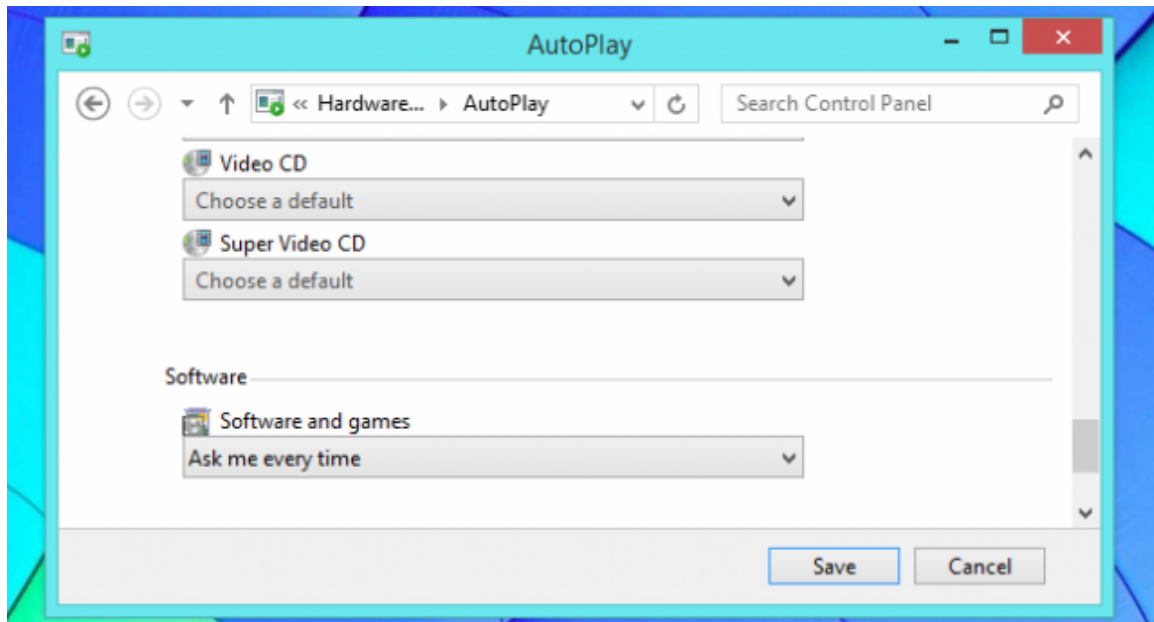 AutoPlay
« Hardware... AutoPlay Search Control Panel
Video CD
Choose a default
Super Video CD
Choose a default
Software
Software and games
Ask me every time
Save Cancel